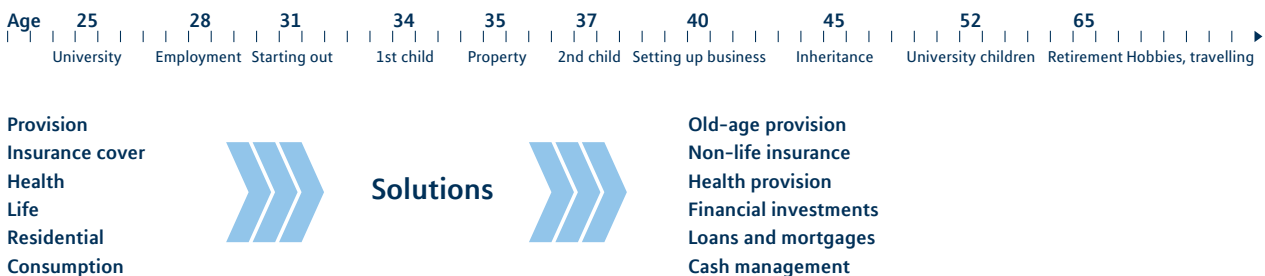 Age 25 28 31 34 35 37 40 45 52 65
University Employment Starting out 1st child Property 2nd child Setting up business Inheritance University children Retirement Hobbies, travelling
Provision
Insurance cover
Health
Life
Residential
Consumption
Solutions
Old-age provision
Non-life insurance
Health provision
Financial investments
Loans and mortgages
Cash management